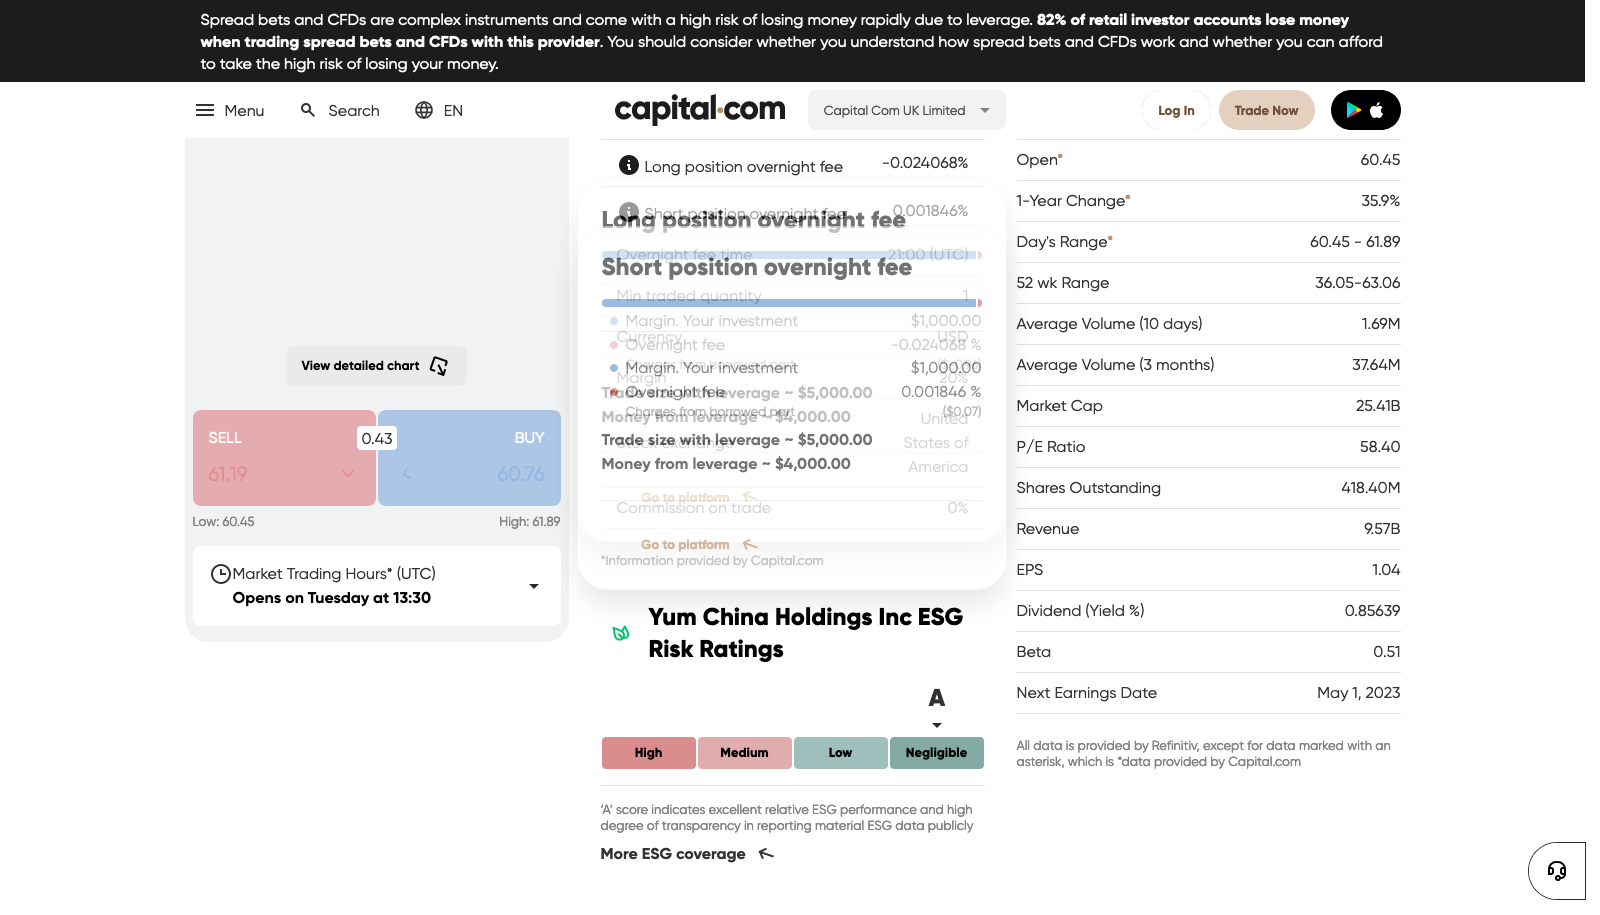 Spread bets and CFDs are complex instruments and come with a high risk of losing money rapidly due to leverage. 82% of retail investor accounts lose money
when trading spread bets and CFDs with this provider. You should consider whether you understand how spread bets and CFDs work and whether you can afford
to take the high risk of losing your money.
Menu
Search
EN
capital.com
Capital Com UK Limited
Log In
Trade Now
View detailed chart
SELL
61.19
0.43
BUY
60.76
Low: 60.45
High: 61.89
Market Trading Hours* (UTC)
Opens on Tuesday at 13:30
Long position overnight fee -0.024068%
Short position overnight fee 0.001846%
Long position overnight fee
Overnight fee time 21:00 (UTC)
Short position overnight fee
Min traded quantity 1
Margin. Your investment $1,000.00
Currency USD
Overnight fee -0.024068 %
Charges from borrowed part
Margin. Your investment $1,000.00
Margin 20%
Overnight fee 0.001846 %
Trade size with leverage ~ $5,000.00
Charges from borrowed part ($0.07)
Money from leverage ~ $4,000.00
United
States of
America
Trade size with leverage ~ $5,000.00
Money from leverage ~ $4,000.00
Go to platform
Commission on trade 0%
Go to platform
*Information provided by Capital.com
Yum China Holdings Inc ESG
Risk Ratings
A
High
Medium
Low
Negligible
‘A’ score indicates excellent relative ESG performance and high
degree of transparency in reporting material ESG data publicly
More ESG coverage
Open* 60.45
1-Year Change* 35.9%
Day's Range* 60.45 - 61.89
52 wk Range 36.05-63.06
Average Volume (10 days) 1.69M
Average Volume (3 months) 37.64M
Market Cap 25.41B
P/E Ratio 58.40
Shares Outstanding 418.40M
Revenue 9.57B
EPS 1.04
Dividend (Yield %) 0.85639
Beta 0.51
Next Earnings Date May 1, 2023
All data is provided by Refinitiv, except for data marked with an
asterisk, which is *data provided by Capital.com